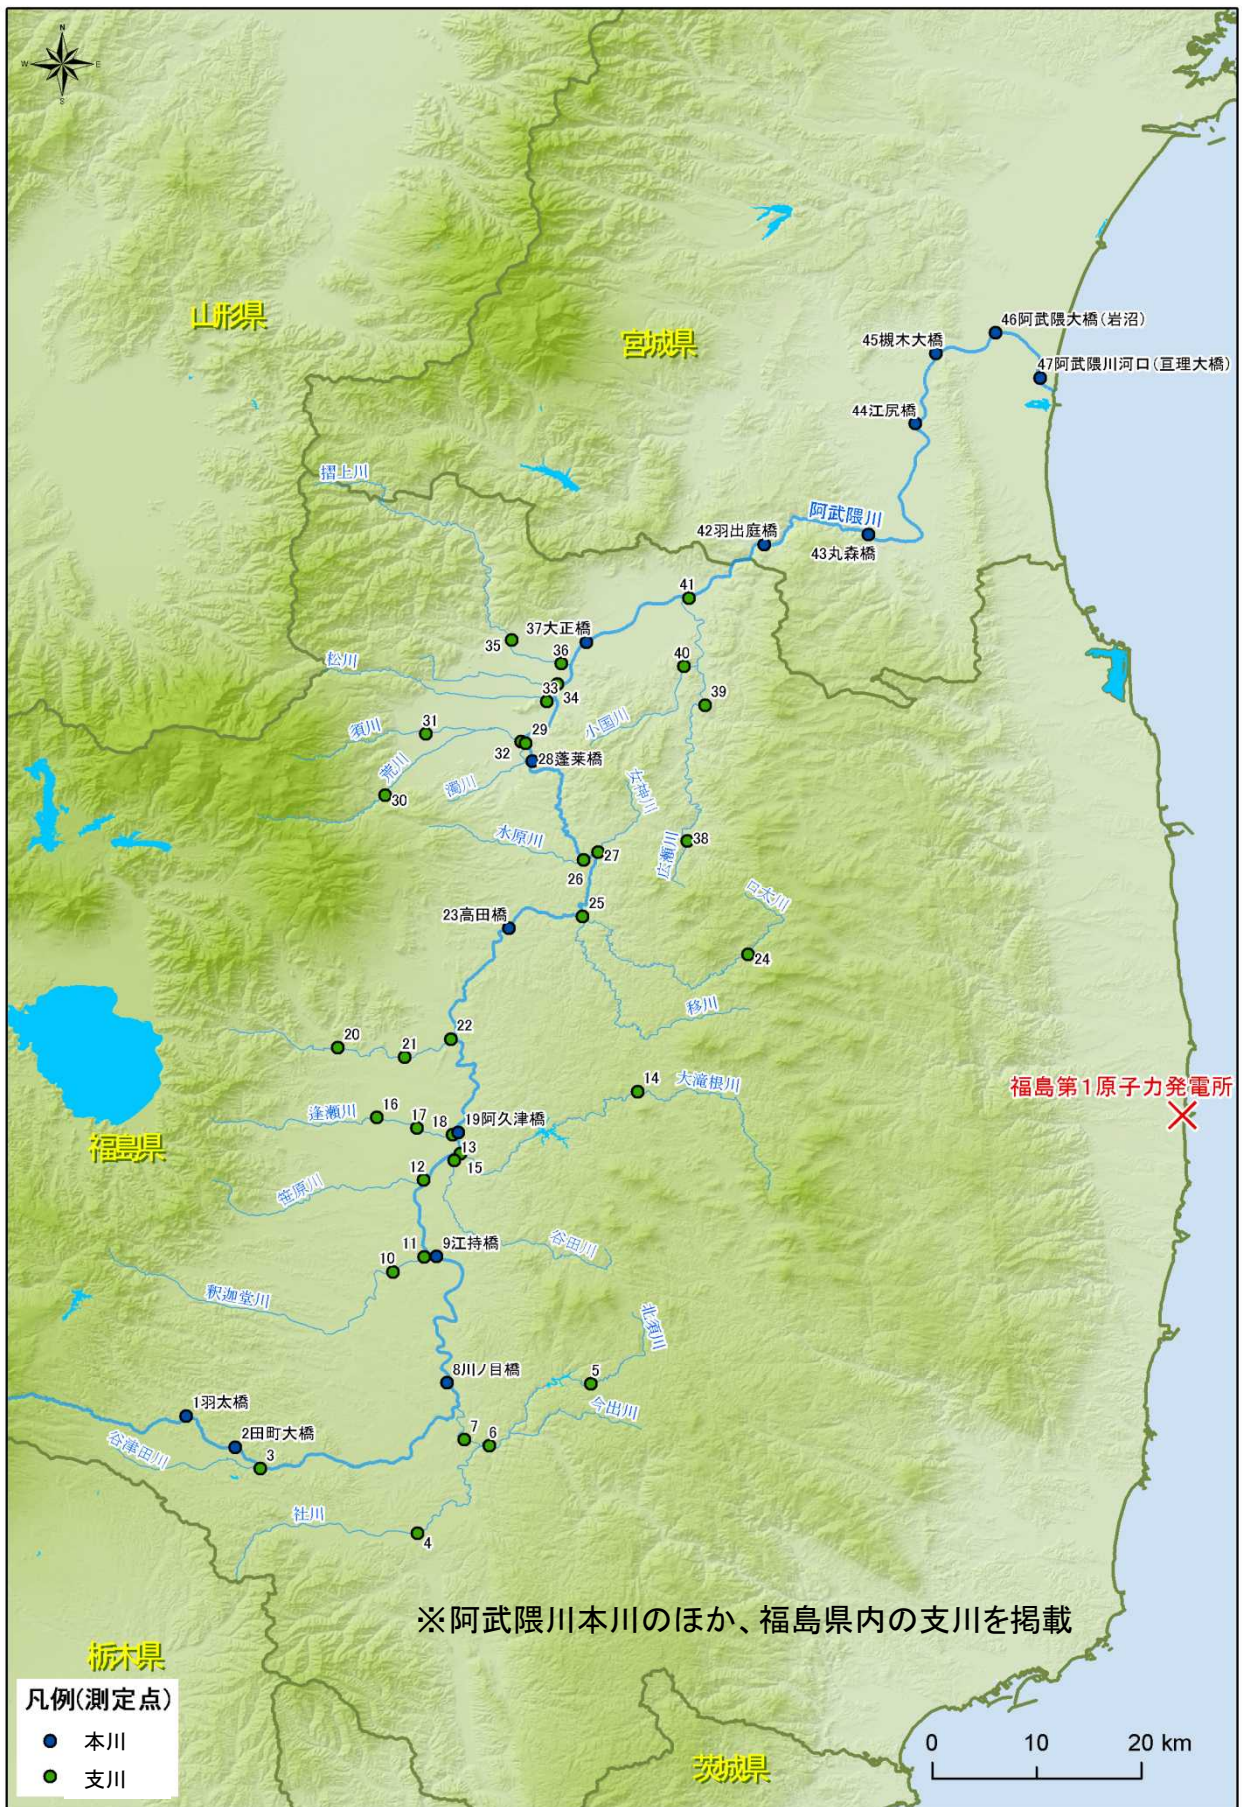 N
W
E
S
山形県
宮城県
46阿武隈大橋(岩沼)
45槻木大橋
47阿武隈川河口(亘理大橋)
44江尻橋
摺上川
阿武隈川
42羽出庭橋
43丸森橋
41
37大正橋
35
36
松川
40
33
34
39
須川
31
29
小国川
32
28蓬莱橋
荒川
濁川
女神川
30
水原川
27
広瀬川
38
26
口太川
25
23高田橋
24
移川
22
20
21
14
大滝根川
福島第1原子力発電所
16
逢瀬川
17
18
19阿久津橋
福島県
13
15
12
笹原川
谷田川
11
9江持橋
10
釈迦堂川
北須川
8川ノ目橋
5
1羽太橋
今出川
2田町大橋
7
6
谷津田川
3
社川
4
※阿武隈川本川のほか、福島県内の支川を掲載
栃木県
凡例(測定点)
本川
支川
茨城県
0
10
20 km